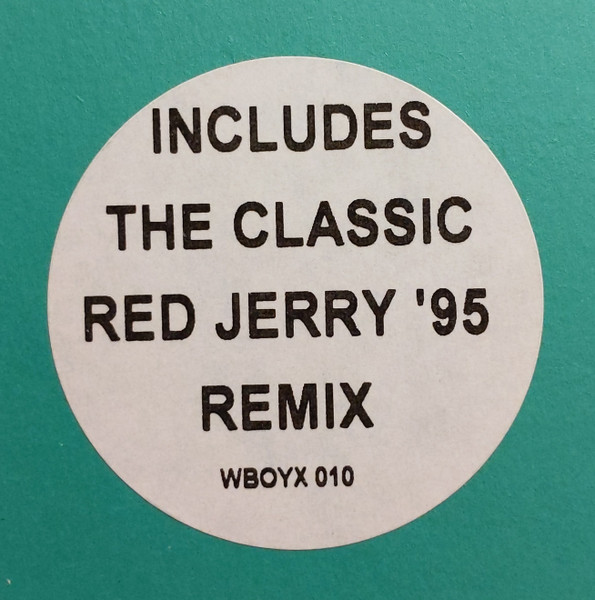 INCLUDES
THE CLASSIC
RED JERRY '95
REMIX
WBOYX 010